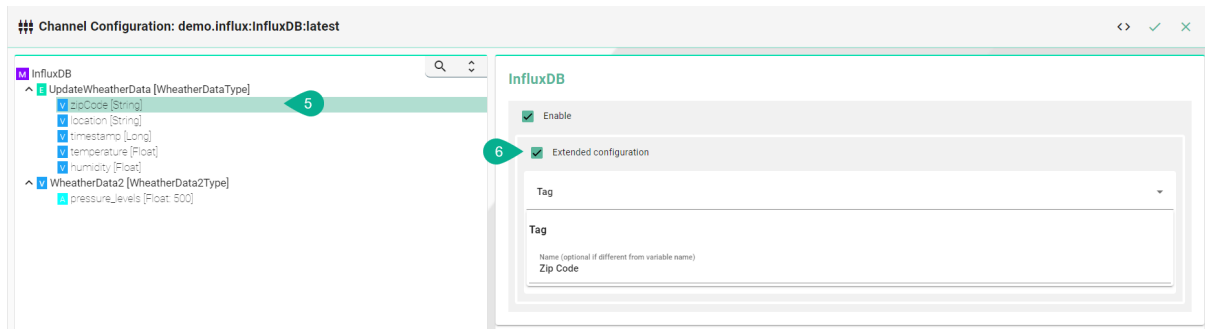 Channel Configuration: demo.influx:InfluxDB:latest
M InfluxDB
E UpdateWheatherData [WheatherDataType]
V zipCode [String]
5
V location [String]
V timestamp [Long]
V temperature [Float]
V humidity [Float]
V WheatherData2 [WheatherData2Type]
A pressure_levels [Float: 500]
InfluxDB
Enable
6
Extended configuration
Tag
Tag
Name (optional if different from variable name)
Zip Code